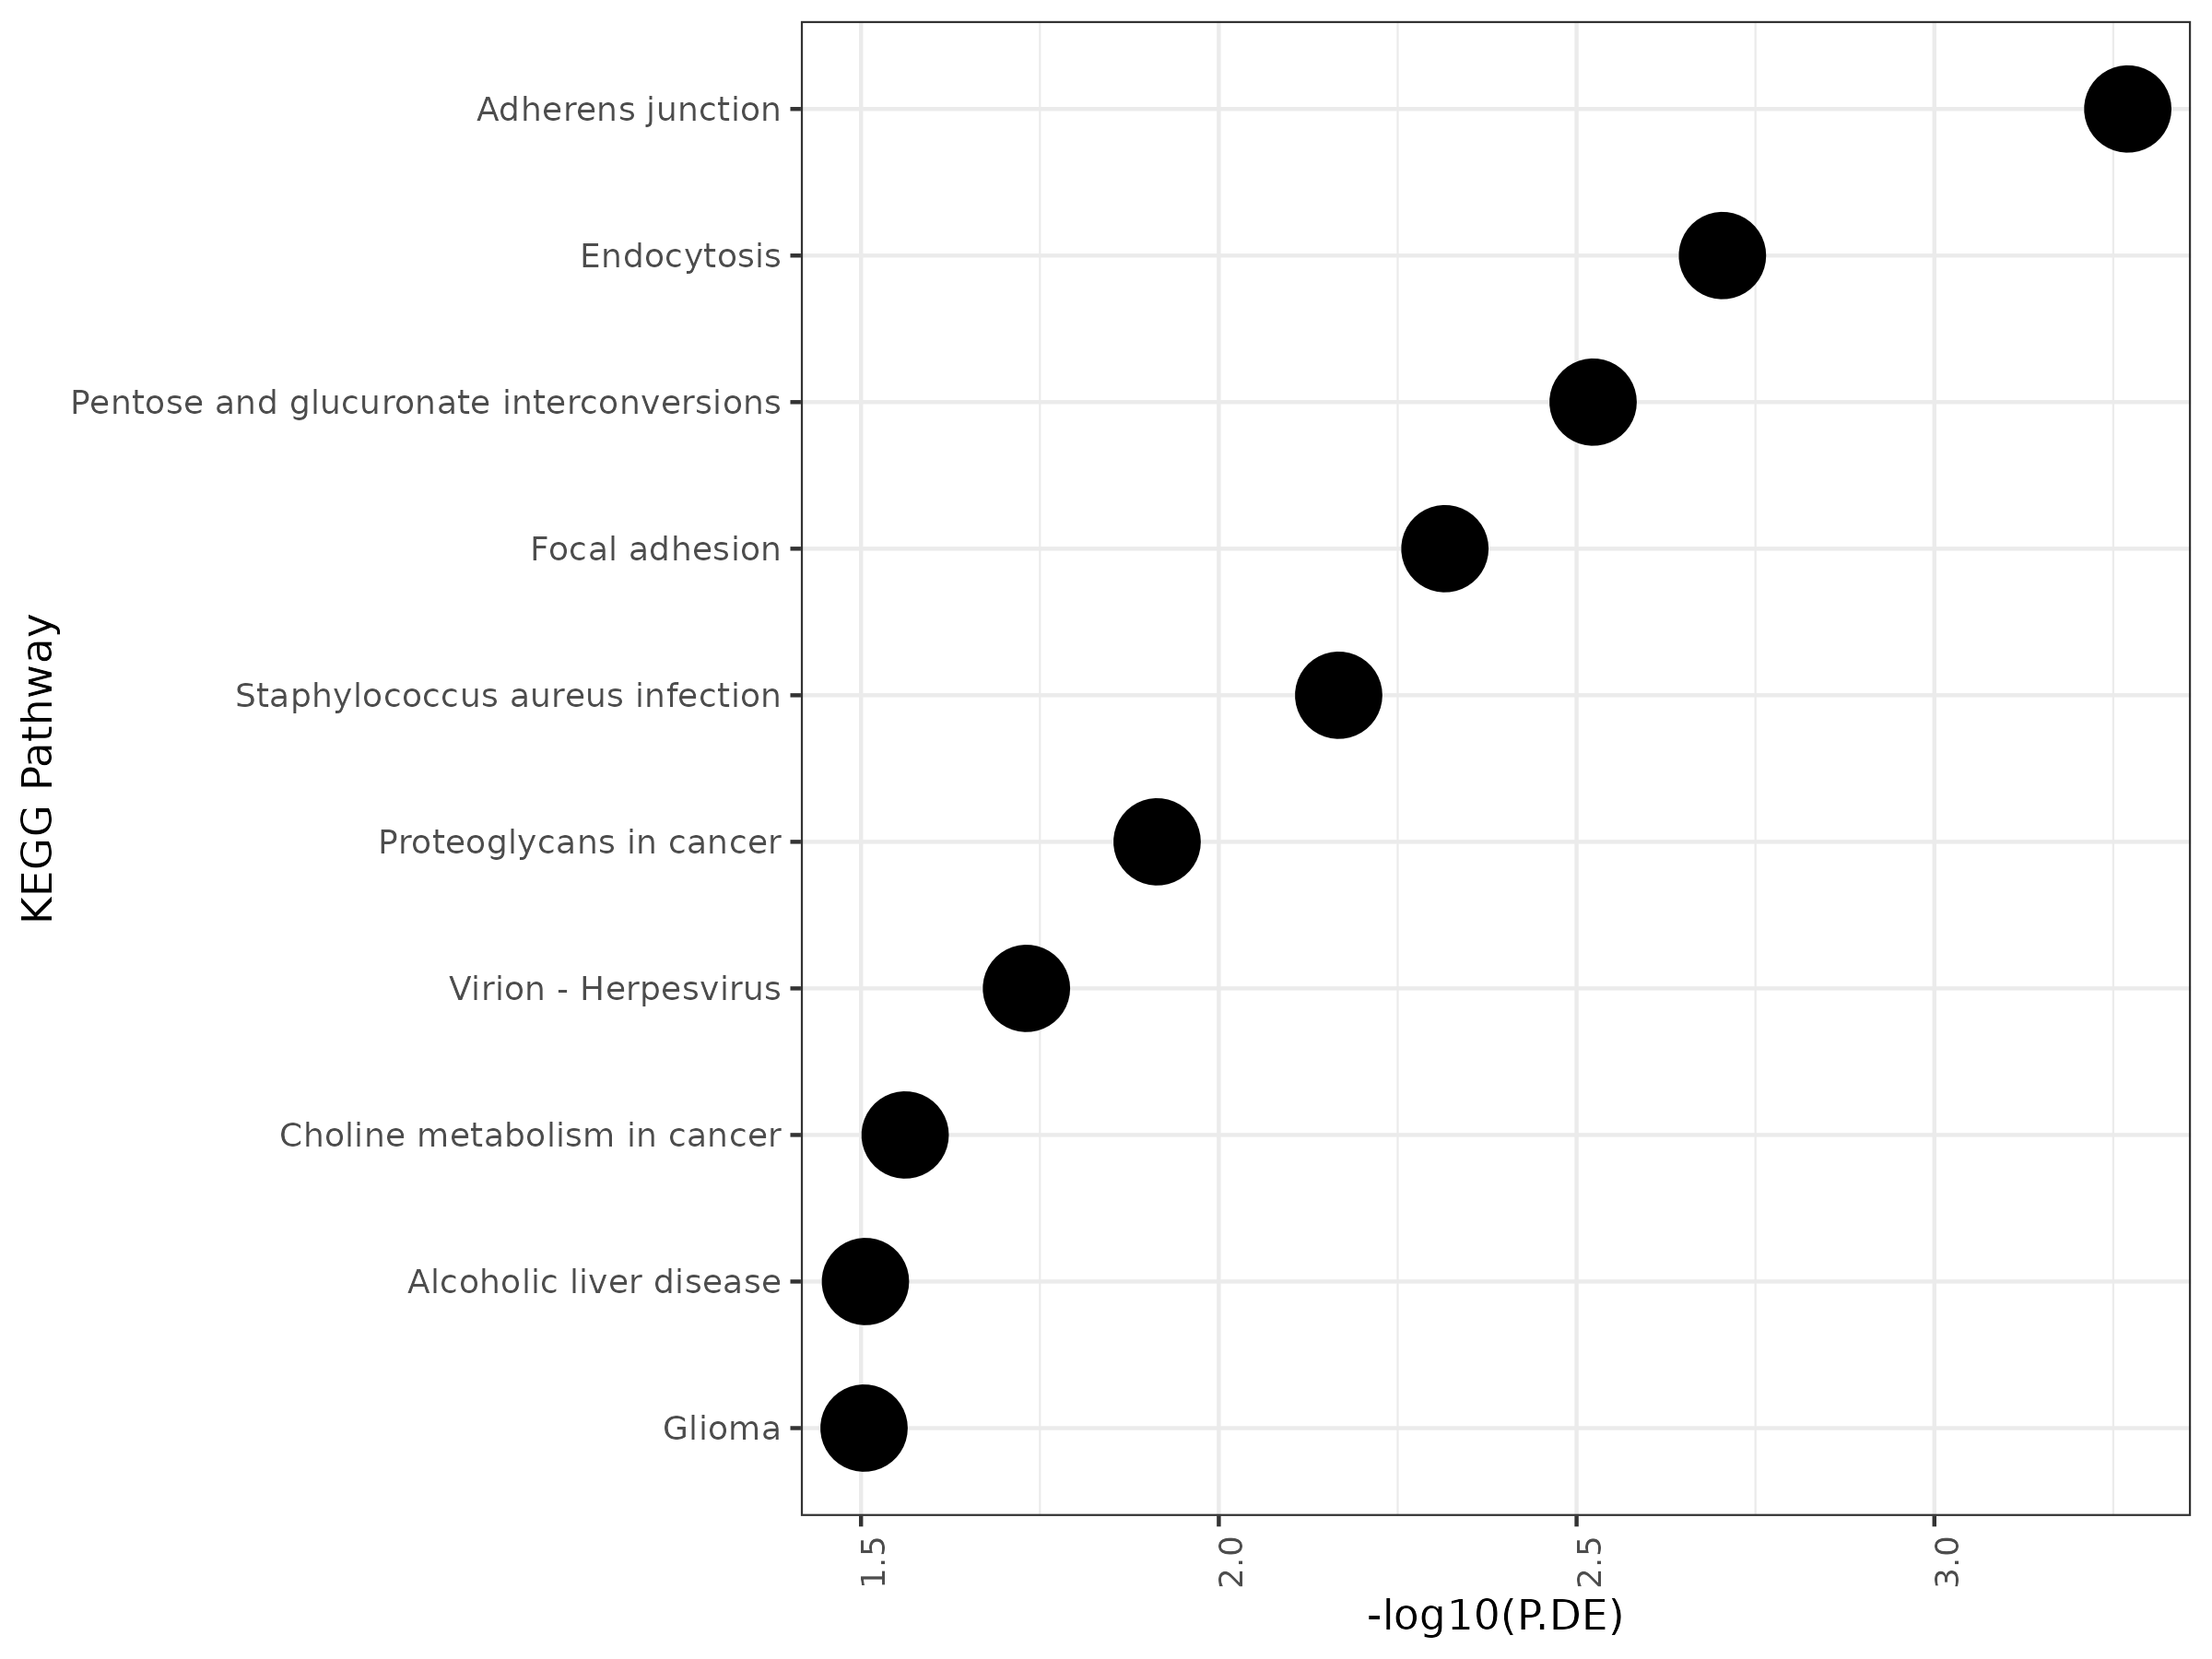 Adherens junction
Endocytosis
Pentose and glucuronate interconversions
Focal adhesion
Staphylococcus aureus infection
Proteoglycans in cancer
Virion - Herpesvirus
Choline metabolism in cancer
Alcoholic liver disease
Glioma
KEGG Pathway
1.5
2.0
2.5
3.0
-log10(P.DE)